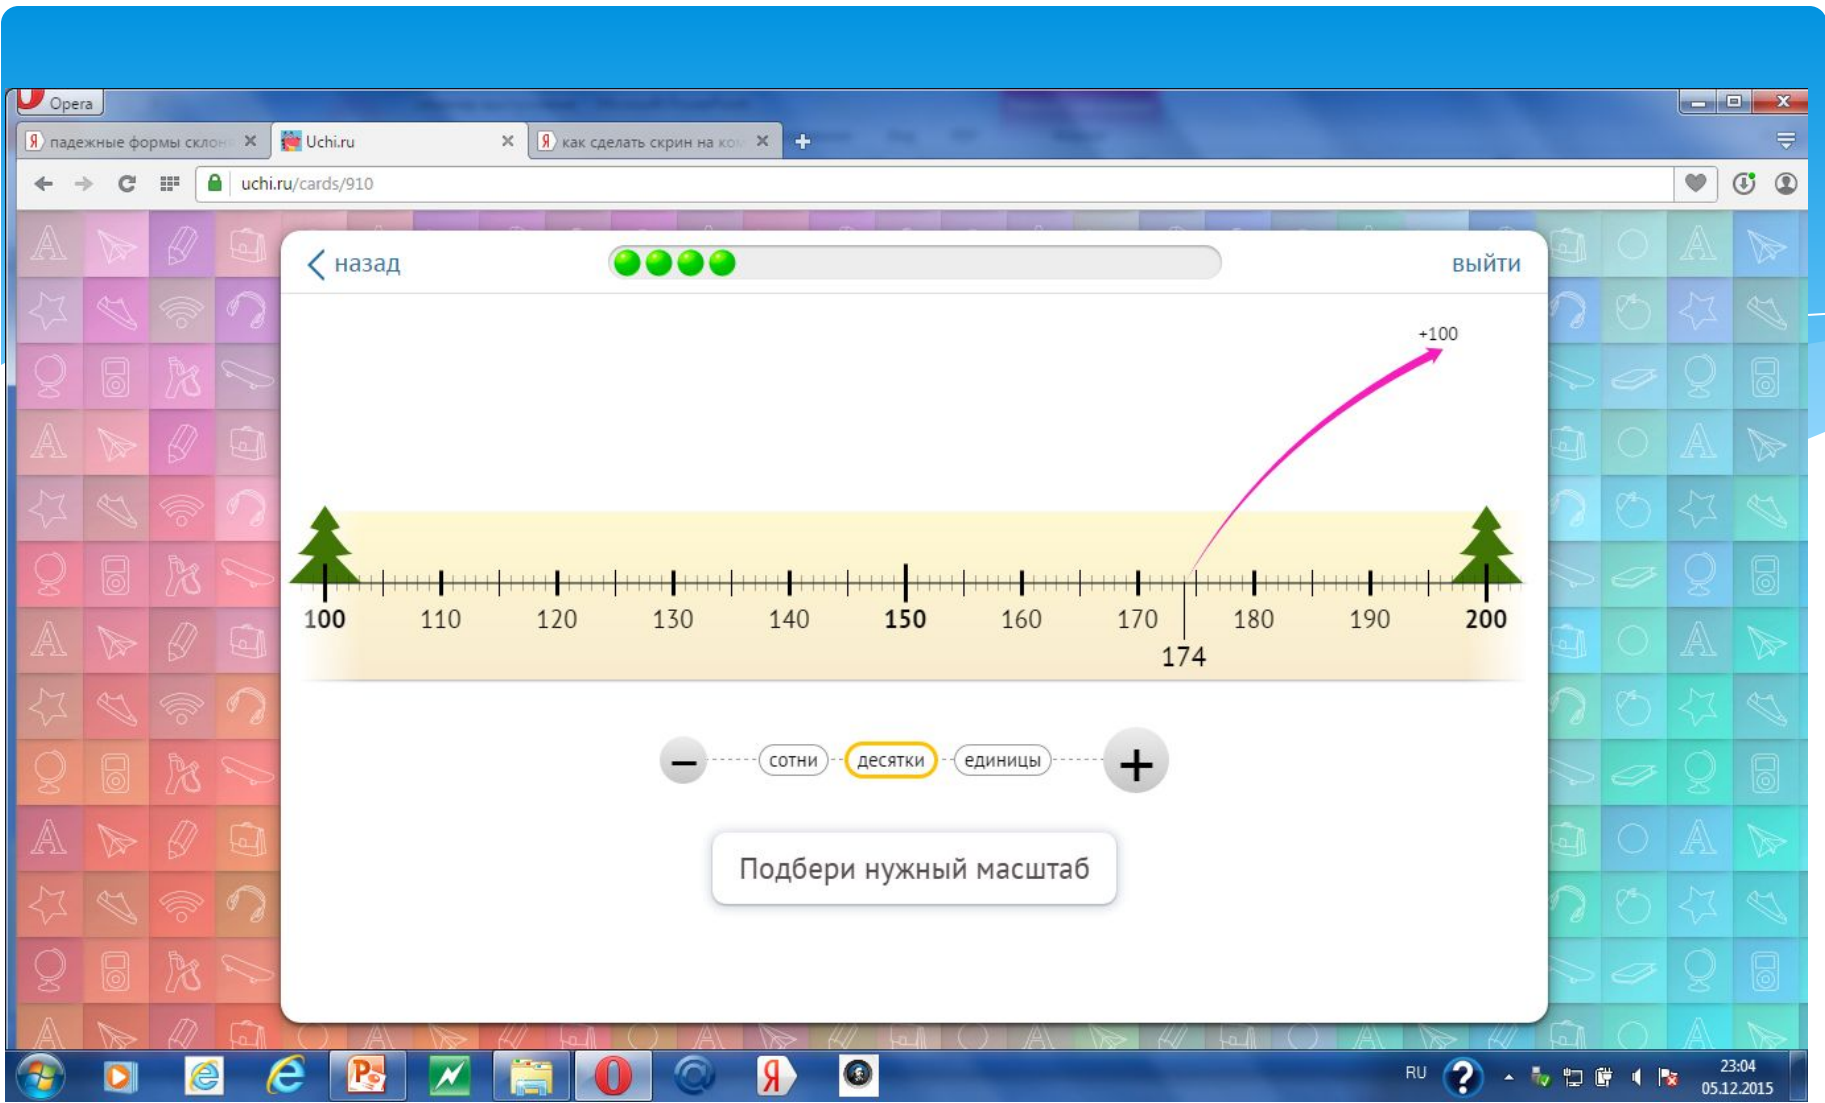 Opera
Я падежные формы склон
Uchi.ru
Я как сделать скрин на ком
uchi.ru/cards/910
назад
выйти
+100
100 110 120 130 140 150 160 170 180 190 200
174
сотни десятки единицы
Подбери нужный масштаб
RU
23:04
05.12.2015